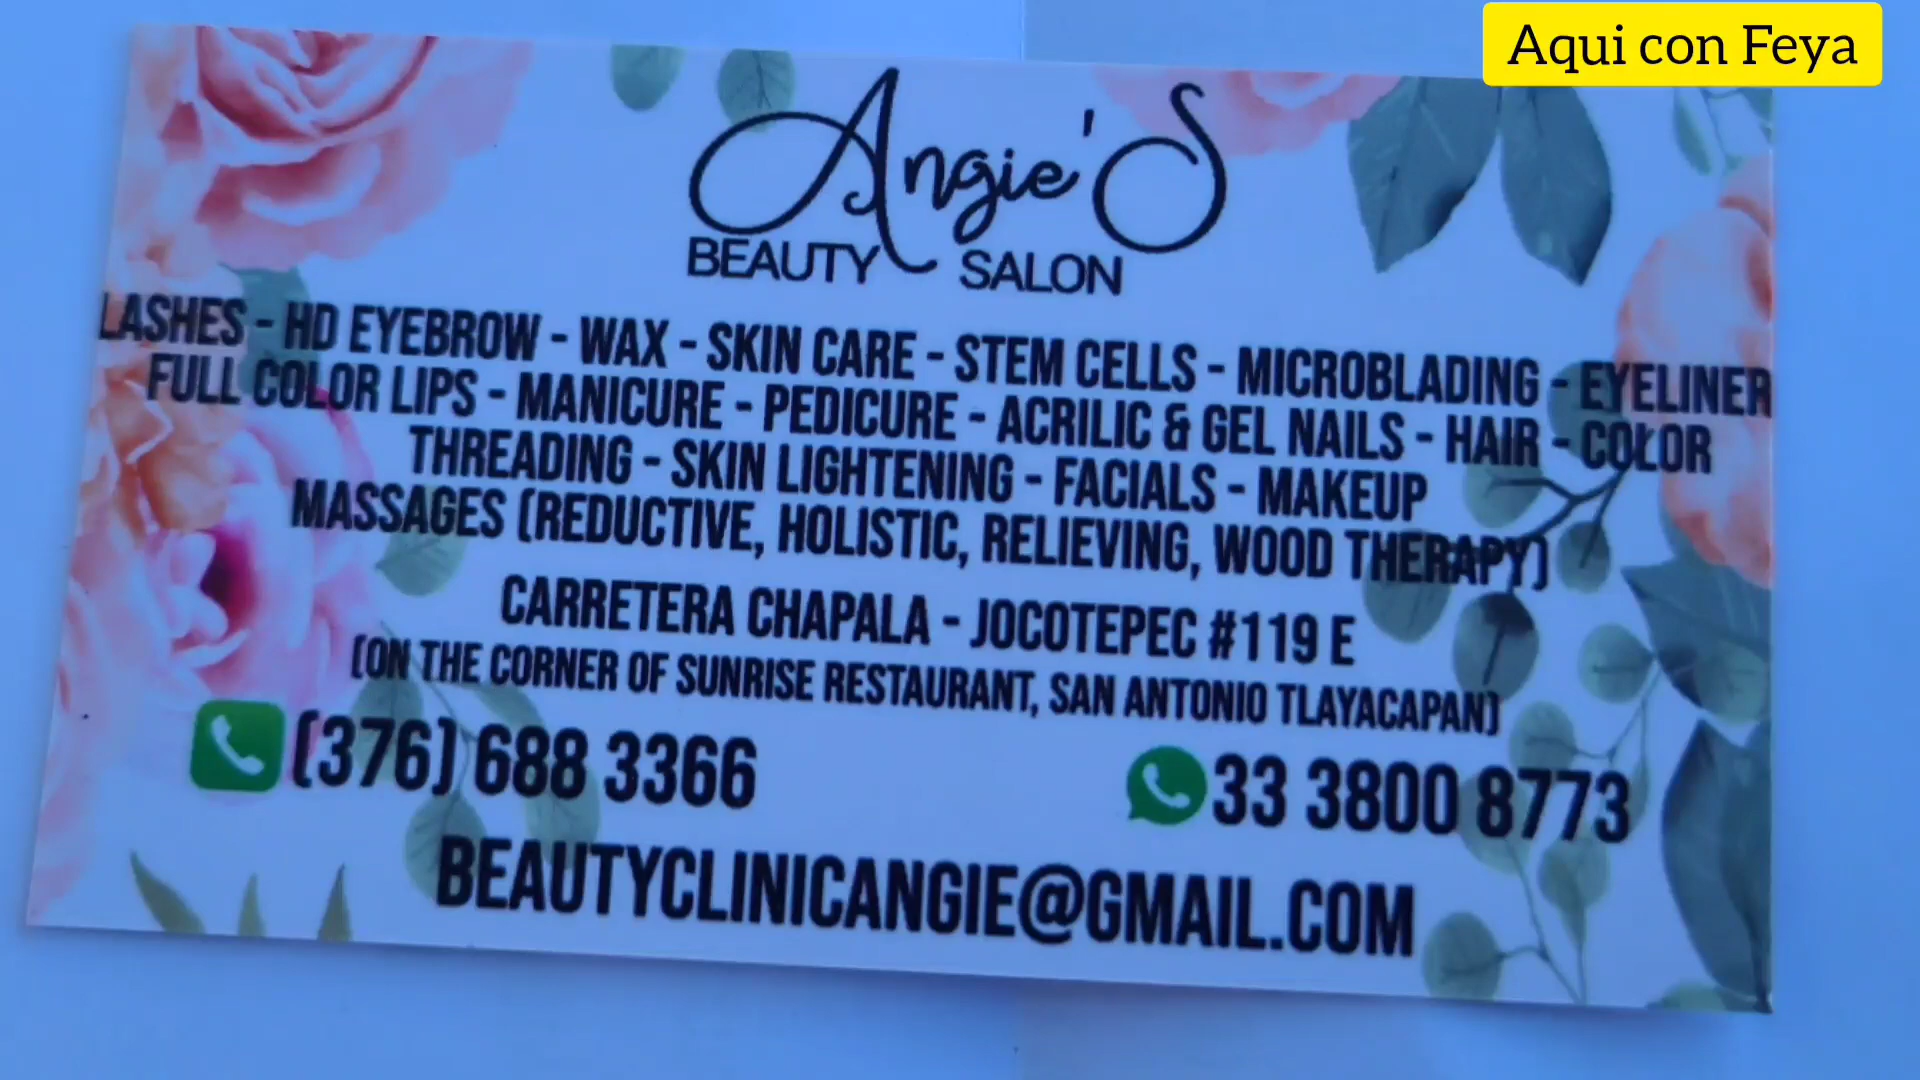 Aqui con Feya
Angie'S
BEAUTY SALON
LASHES - HD EYEBROW - WAX - SKIN CARE - STEM CELLS - MICROBLADING - EYELINER
FULL COLOR LIPS - MANICURE - PEDICURE - ACRILIC & GEL NAILS - HAIR - COLOR
THREADING - SKIN LIGHTENING - FACIALS - MAKEUP
MASSAGES (REDUCTIVE, HOLISTIC, RELIEVING, WOOD THERAPY)
CARRETERA CHAPALA - JOCOTEPEC #119 E
(ON THE CORNER OF SUNRISE RESTAURANT, SAN ANTONIO TLAYACAPAN)
(376) 688 3366
33 3800 8773
BEAUTYCLINICANGIE@GMAIL.COM